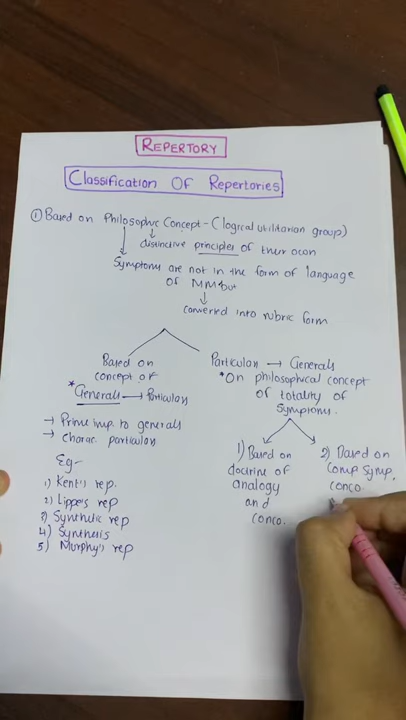 REPERTORY
Classification Of Repertories
① Based on Philosophic Concept - (logical utilitarian group)
distinctive principles of their own
Symptoms are not in the form of language
of MM but
converted into rubric form
Based on
concept of
*Generals → Particulars
→ Prime imp. to generals
→ Charac particulars
Eg-
1) Kent's rep.
2) Lippe's rep
3) Synthetic rep
4) Synthesis
5) Murphy's rep
Particulars → Generals
*On philosophical concept
of totality of
Symptoms.
1) Based on
doctrine of
analogy
and
conco.
2) Based on
Comp Symp.
conco